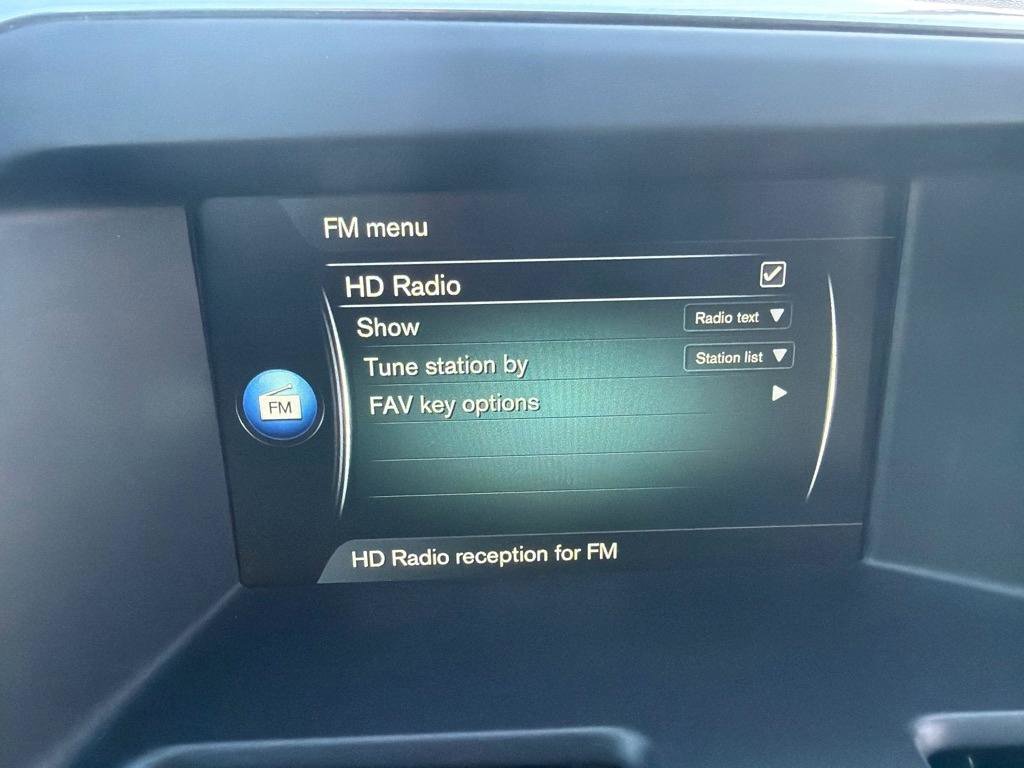 FM menu
HD Radio
Show Radio text
Tune station by Station list
FAV key options
FM
HD Radio reception for FM